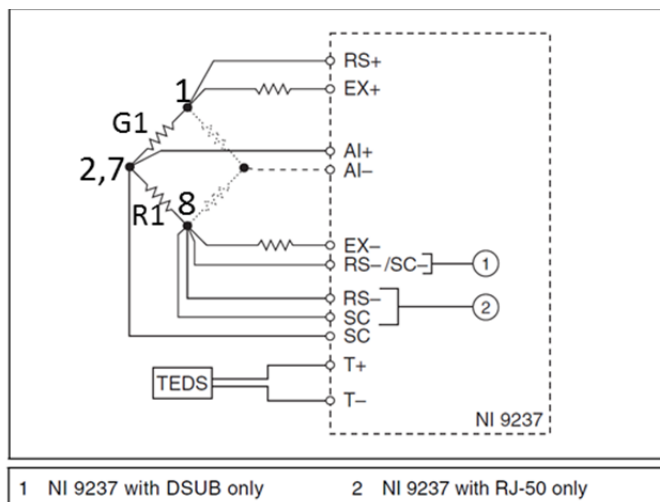 RS+
1
EX+
G1
AI+
2,7
AI–
R1
8
EX–
RS– /SC–
1
RS–
2
SC
SC
T+
TEDS
T–
NI 9237
1 NI 9237 with DSUB only 2 NI 9237 with RJ-50 only